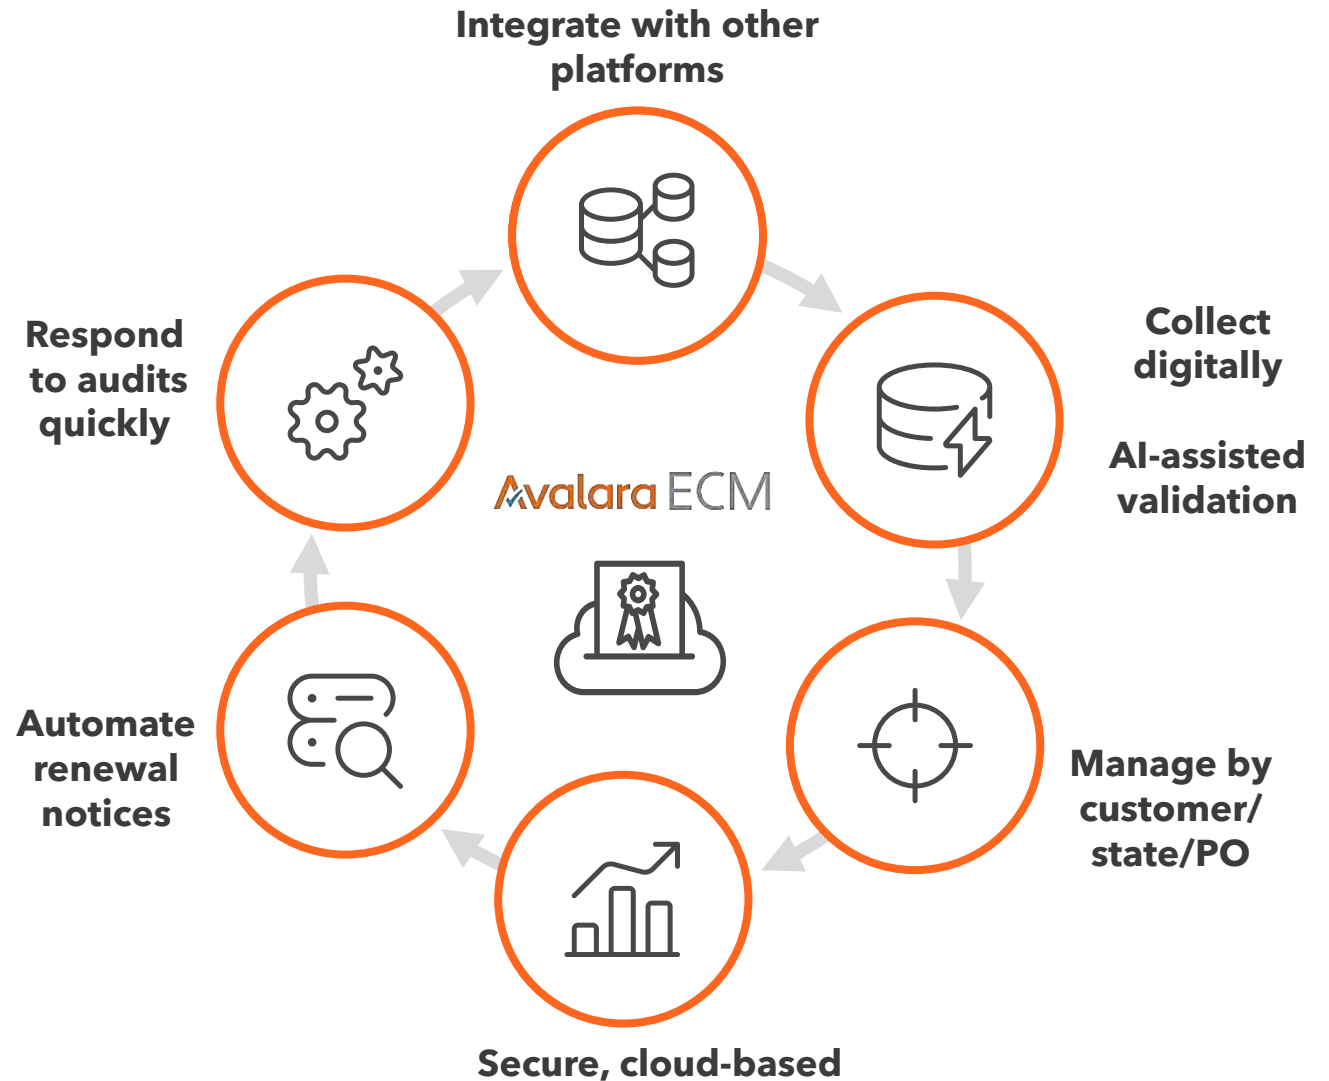 Integrate with other
platforms
Collect
digitally
AI-assisted
validation
Manage by
customer/
state/PO
Secure, cloud-based
Automate
renewal
notices
Respond
to audits
quickly
Avalara ECM